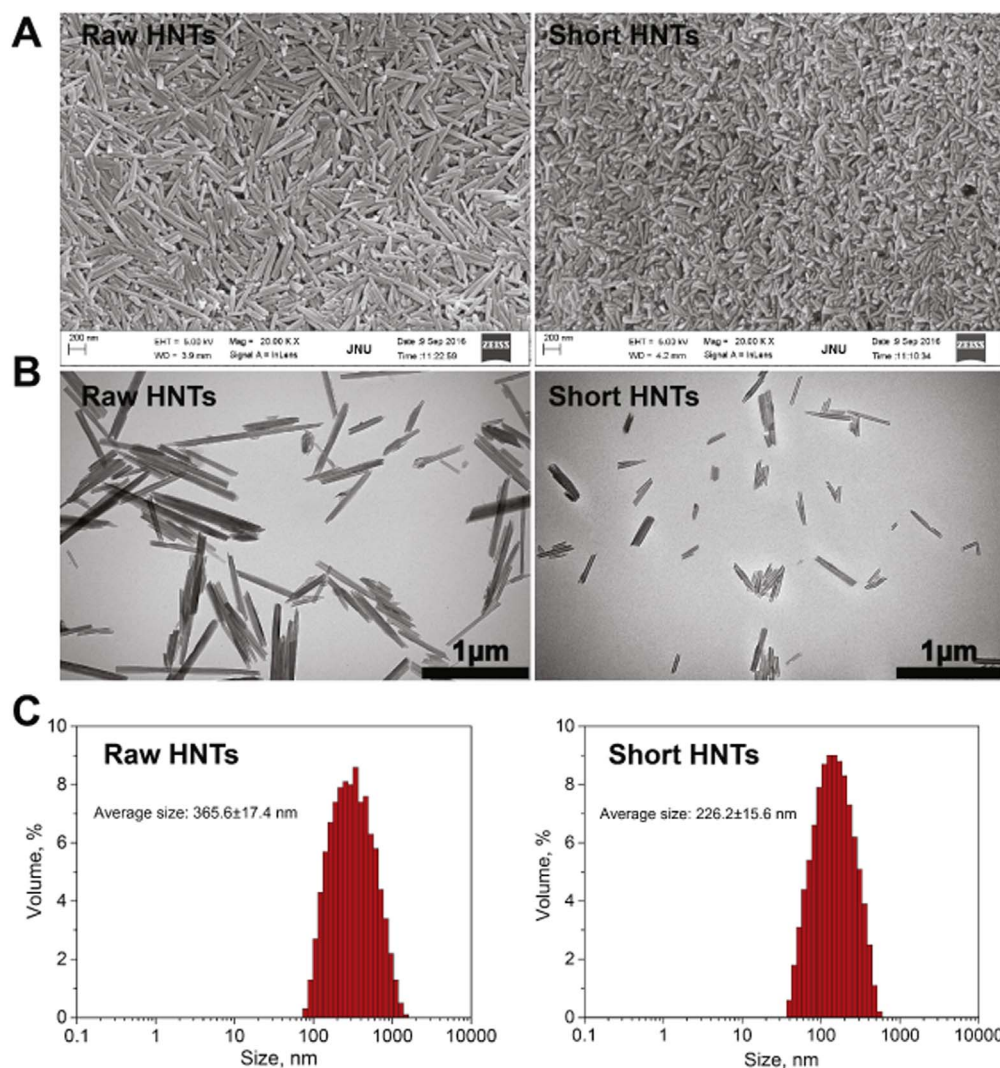 A
Raw HNTs
Short HNTs
200 nm
EHT = 5.00 kV
Mag = 20.00 K X
Date :9 Sep 2016
WD = 3.9 mm
Signal A = InLens
JNU
Time :11:22:59
ZEISS
200 nm
EHT = 5.00 kV
Mag = 20.00 K X
Date :9 Sep 2016
WD = 4.2 mm
Signal A = InLens
JNU
Time :11:10:34
ZEISS
B
Raw HNTs
Short HNTs
1μm
1μm
C
Raw HNTs
Average size: 365.6±17.4 nm
Volume, %
10
8
6
4
2
0
0.1
1
10
100
1000
10000
Size, nm
Short HNTs
Average size: 226.2±15.6 nm
Volume, %
10
8
6
4
2
0
0.1
1
10
100
1000
10000
Size, nm